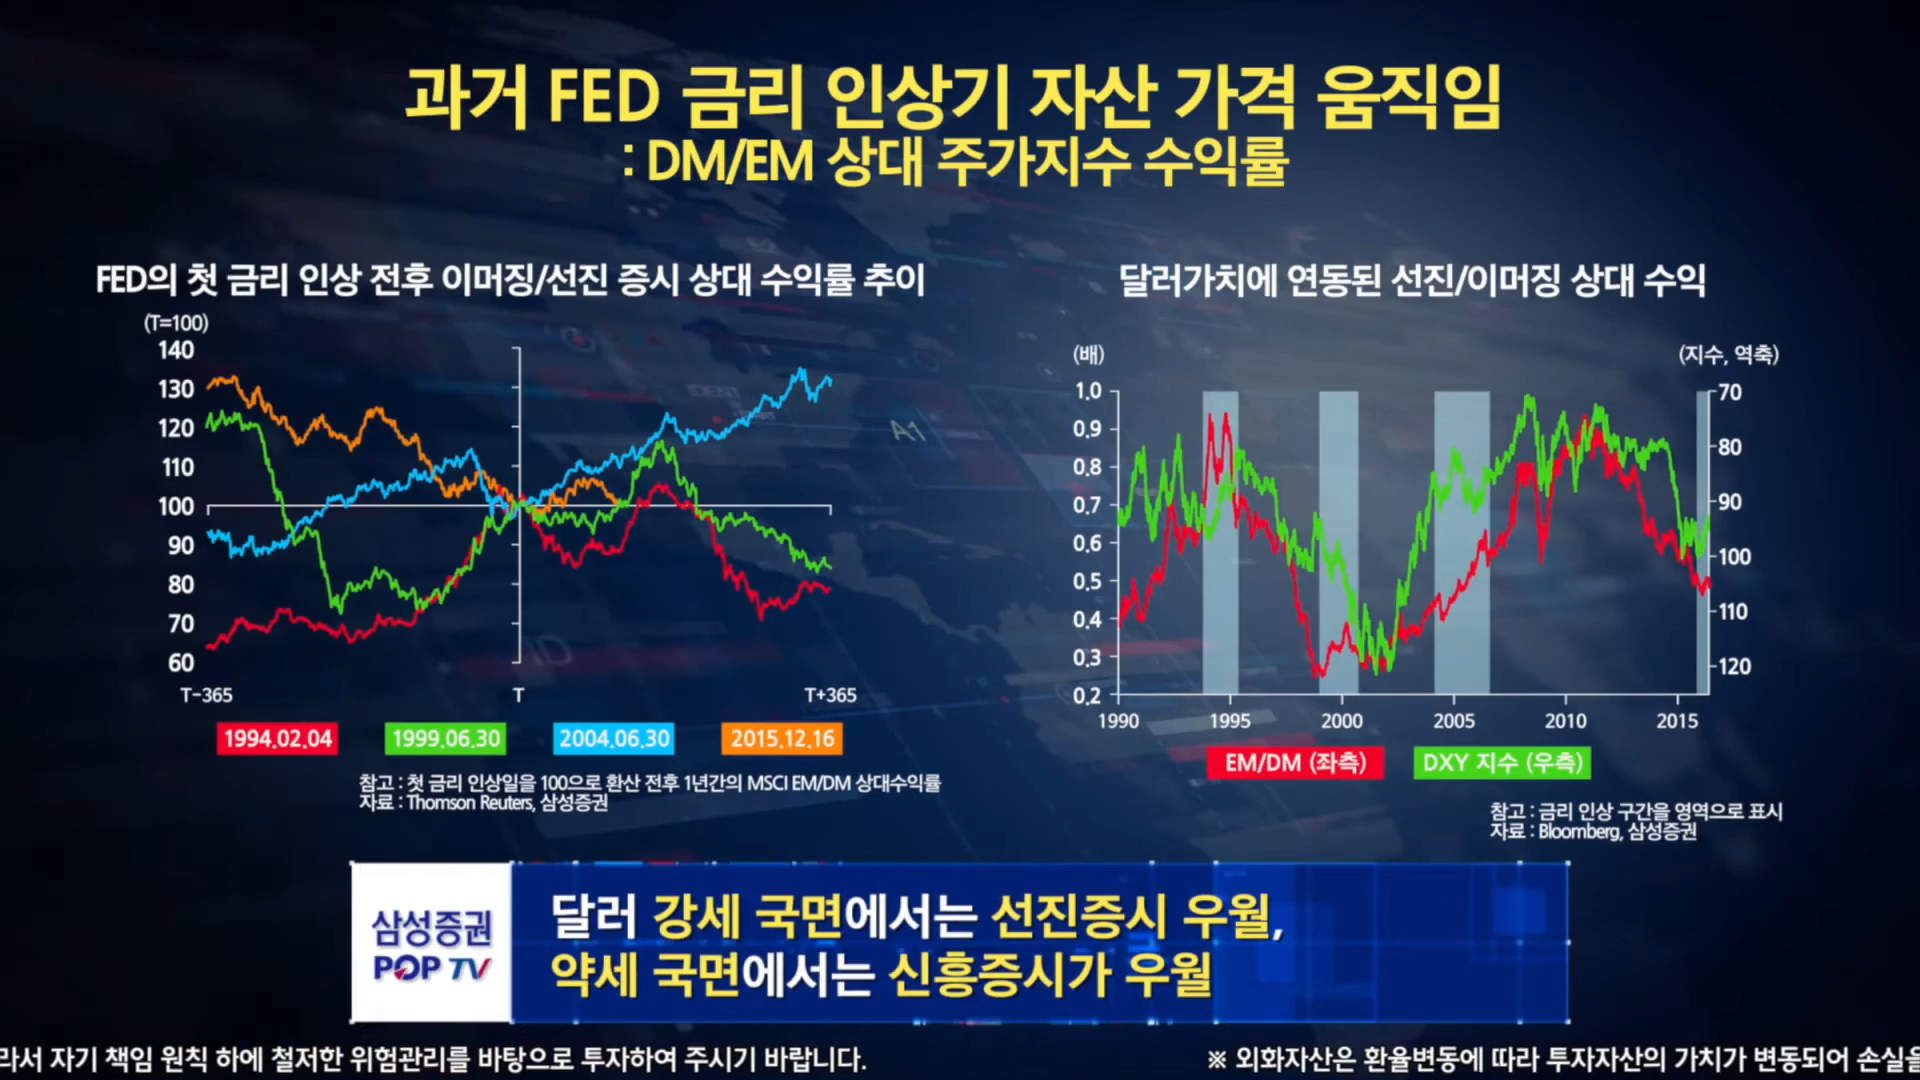 과거 FED 금리 인상기 자산 가격 움직임
: DM/EM 상대 주가지수 수익률
FED의 첫 금리 인상 전후 이머징/선진 증시 상대 수익률 추이
(T=100)
140
130
120
110
100
90
80
70
60
T-365
T
T+365
1994.02.04
1999.06.30
2004.06.30
2015.12.16
참고 : 첫 금리 인상일을 100으로 환산 전후 1년간의 MSCI EM/DM 상대수익률
자료 : Thomson Reuters, 삼성증권
달러가치에 연동된 선진/이머징 상대 수익
(배)
(지수, 역축)
1.0
0.9
0.8
0.7
0.6
0.5
0.4
0.3
0.2
70
80
90
100
110
120
1990
1995
2000
2005
2010
2015
EM/DM (좌측)
DXY 지수 (우측)
참고 : 금리 인상 구간을 영역으로 표시
자료 : Bloomberg, 삼성증권
A1
ID
삼성증권
POP TV
달러 강세 국면에서는 선진증시 우월,
약세 국면에서는 신흥증시가 우월
라서 자기 책임 원칙 하에 철저한 위험관리를 바탕으로 투자하여 주시기 바랍니다. ※ 외화자산은 환율변동에 따라 투자자산의 가치가 변동되어 손실을